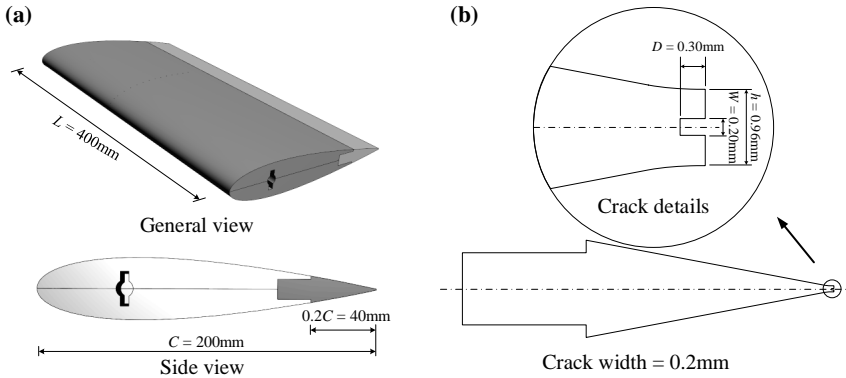 (a)
L = 400mm
General view
0.2C = 40mm
C = 200mm
Side view
(b)
D = 0.30mm
h = 0.96mm
W = 0.20mm
Crack details
Crack width = 0.2mm